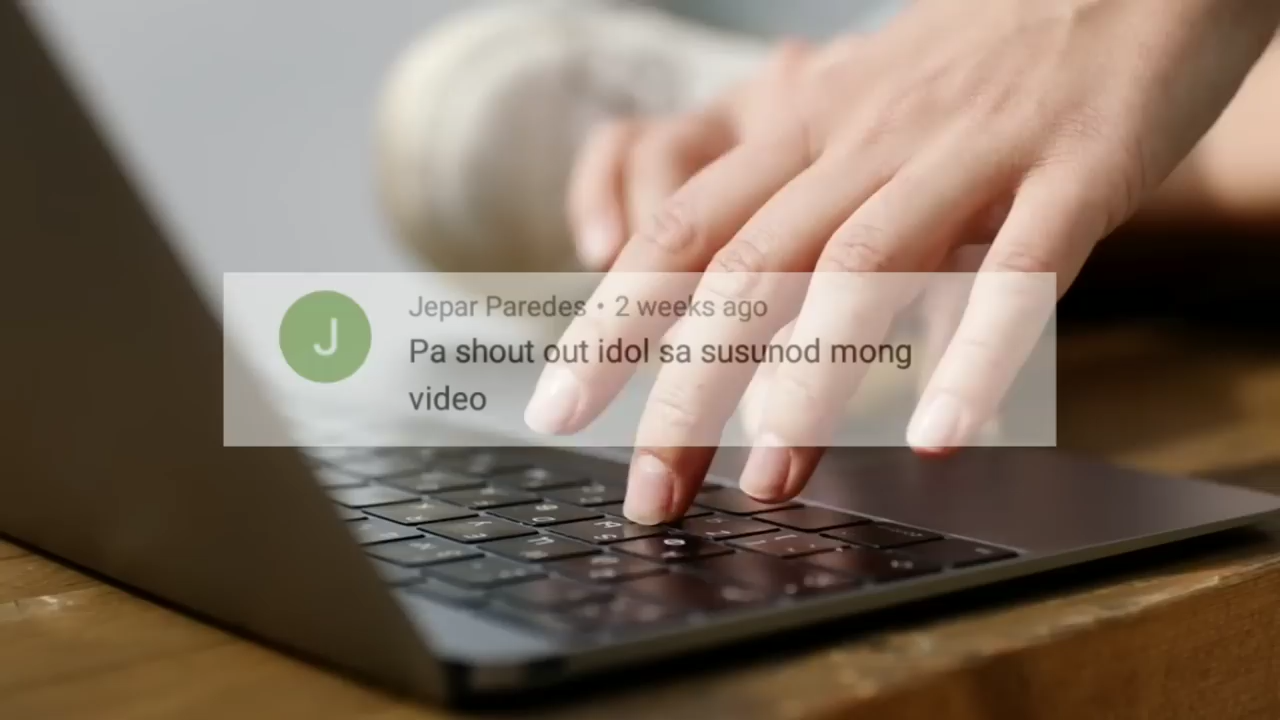 J
Jepar Paredes • 2 weeks ago
Pa shout out idol sa susunod mong
video